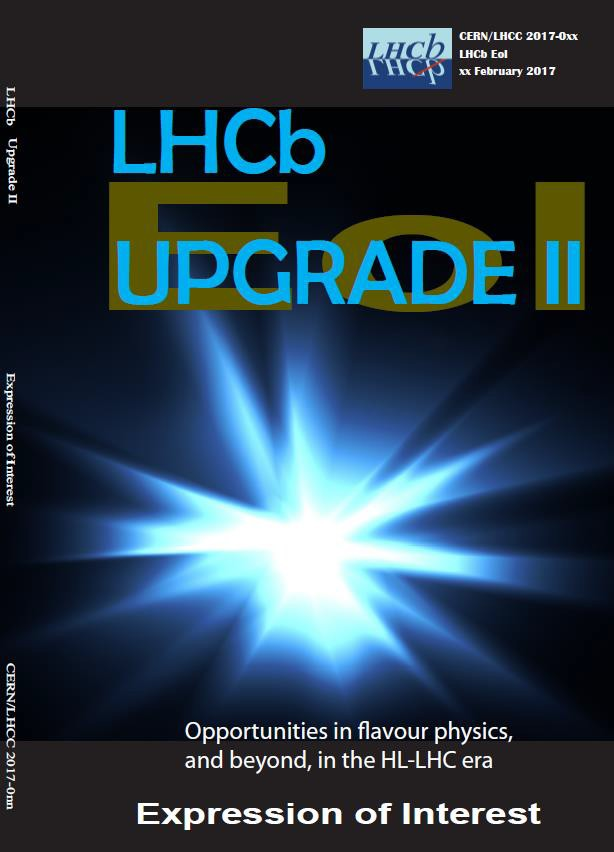 LHCb
LHCb
CERN/LHCC 2017-0xx
LHCb EoI
xx February 2017
LHCb Upgrade II
Expression of Interest
CERN/LHCC 2017-0nn
LHCb
EoI
UPGRADE II
Opportunities in flavour physics,
and beyond, in the HL-LHC era
Expression of Interest